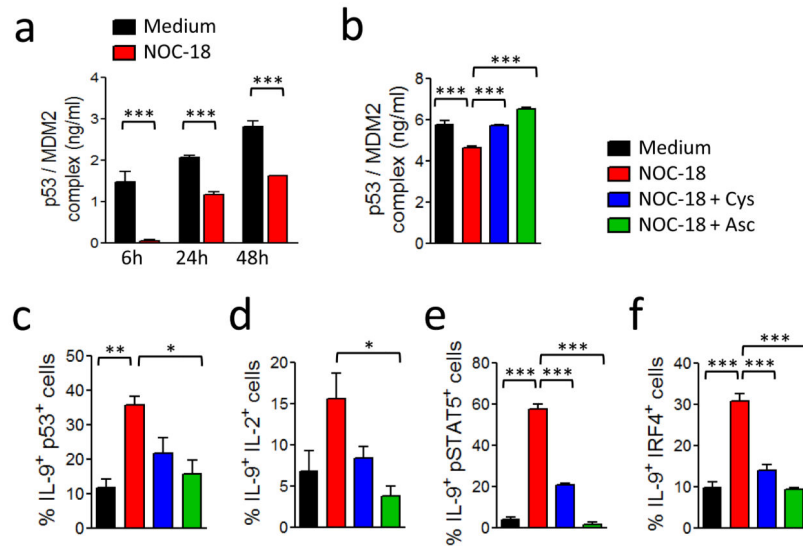 a
Medium
NOC-18
p53 / MDM2
complex (ng/ml)
4
3
2
1
0
***
***
***
6h
24h
48h
b
p53 / MDM2
complex (ng/ml)
10
8
6
4
2
0
***
***
***
Medium
NOC-18
NOC-18 + Cys
NOC-18 + Asc
c
% IL-9+ p53+ cells
50
40
30
20
10
0
**
*
d
% IL-9+ IL-2+ cells
20
15
10
5
0
*
e
% IL-9+ pSTAT5+ cells
80
60
40
20
0
***
***
***
f
% IL-9+ IRF4+ cells
40
30
20
10
0
***
***
***